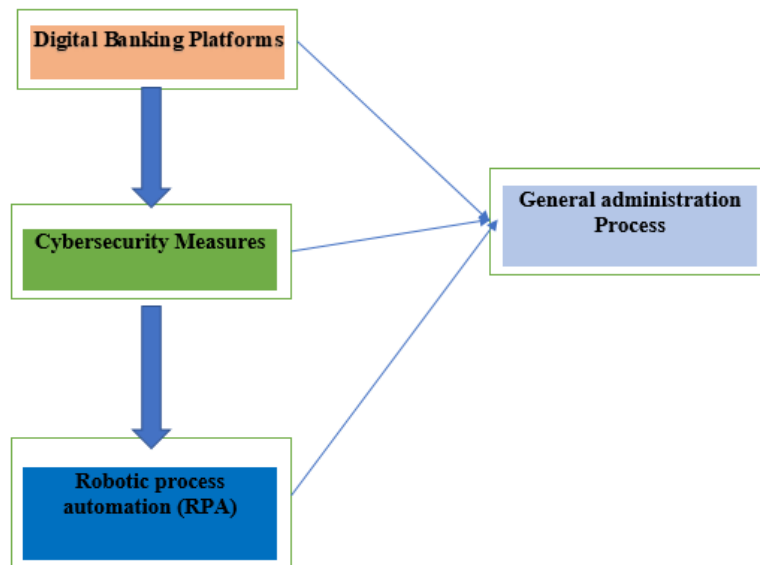 Digital Banking Platforms
Cybersecurity Measures
General administration
Process
Robotic process
automation (RPA)